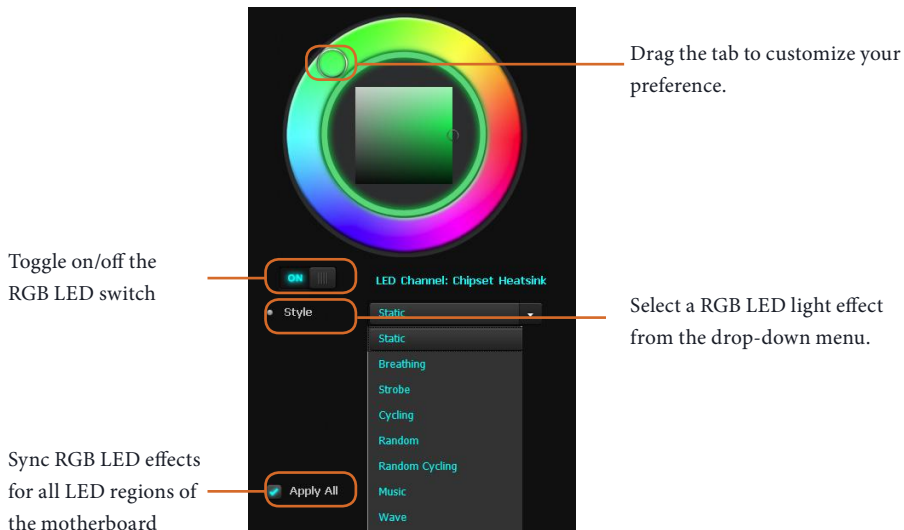 Drag the tab to customize your
preference.
Toggle on/off the
RGB LED switch
ON
LED Channel: Chipset Heatsink
Style
Static
Select a RGB LED light effect
from the drop-down menu.
Static
Breathing
Strobe
Cycling
Random
Random Cycling
Music
Wave
Sync RGB LED effects
for all LED regions of
the motherboard
Apply All